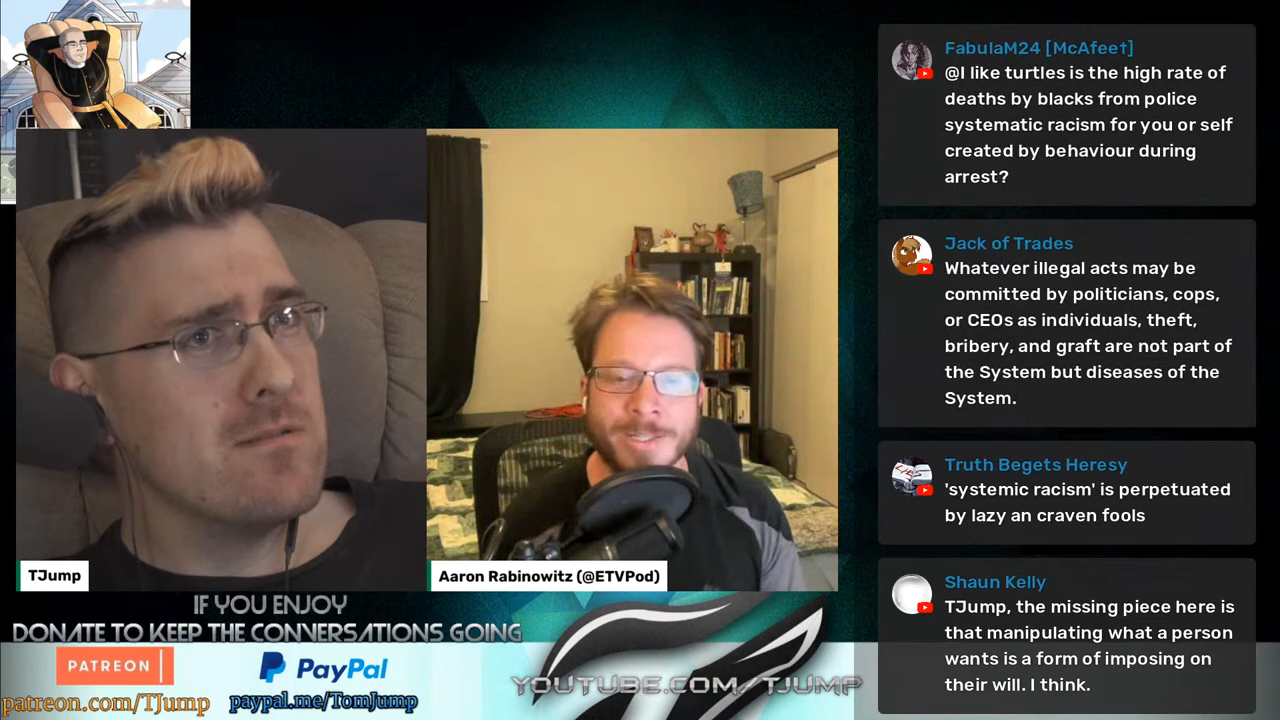 FabulaM24 [McAfee†]
@I like turtles is the high rate of
deaths by blacks from police
systematic racism for you or self
created by behaviour during
arrest?
Jack of Trades
Whatever illegal acts may be
committed by politicians, cops,
or CEOs as individuals, theft,
bribery, and graft are not part of
the System but diseases of the
System.
Truth Begets Heresy
'systemic racism' is perpetuated
by lazy an craven fools
Shaun Kelly
TJump, the missing piece here is
that manipulating what a person
wants is a form of imposing on
their will. I think.
TJump
Aaron Rabinowitz (@ETVPod)
IF YOU ENJOY
DONATE TO KEEP THE CONVERSATIONS GOING
PATREON
PayPal
patreon.com/TJump
paypal.me/TomJump
YOUTUBE.COM/TJUMP